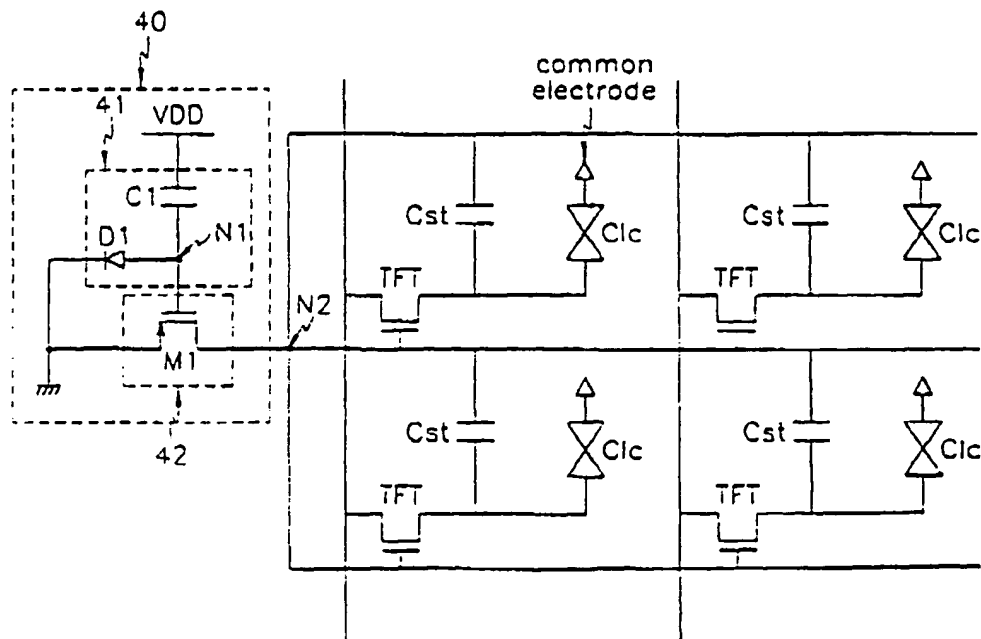 40
common
electrode
41
VDD
C1
D1
N1
Cst
Clc
Cst
Clc
TFT
TFT
N2
M1
42
Cst
Clc
Cst
Clc
TFT
TFT